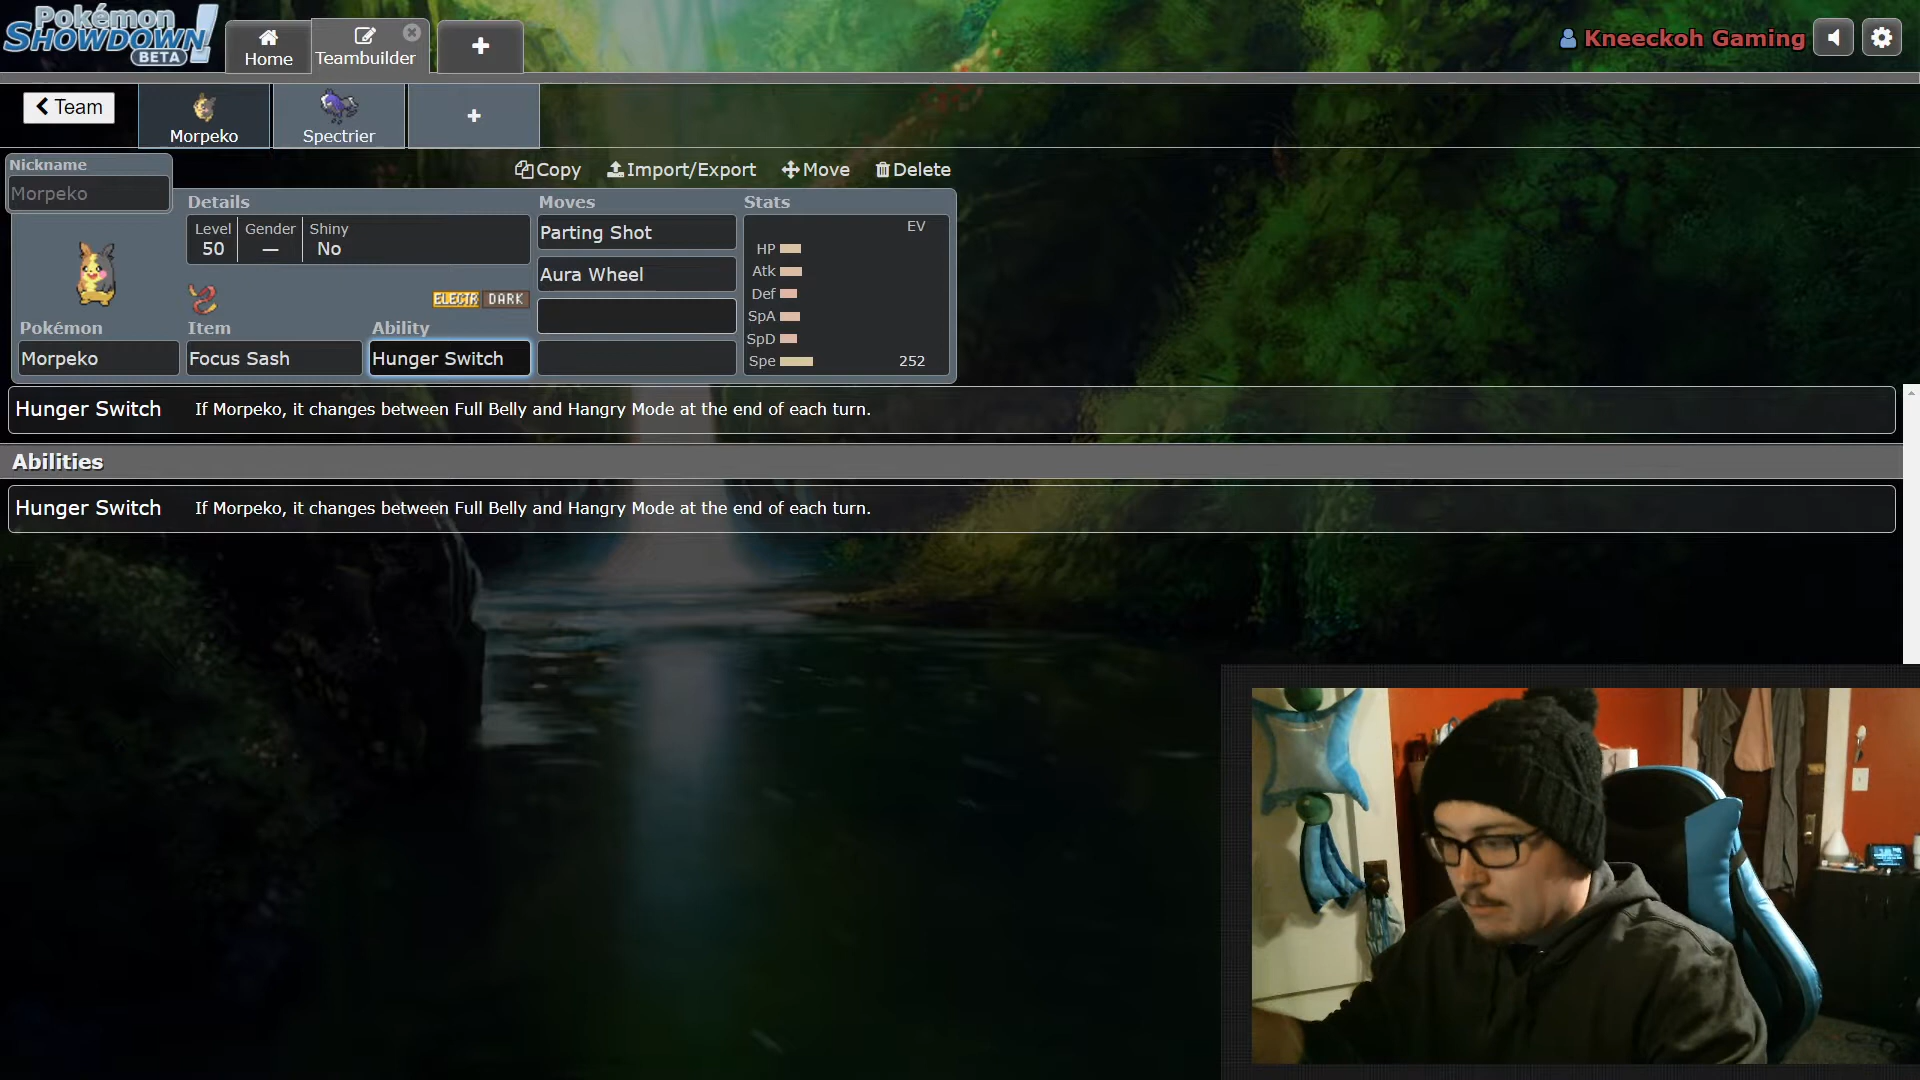 Pokémon
SHOWDOWN!
BETA
Home
Teambuilder
Kneeckoh Gaming
Team
Morpeko
Spectrier
Nickname
Morpeko
Copy
Import/Export
Move
Delete
Details
Moves
Stats
Level
50
Gender
—
Shiny
No
Parting Shot
Aura Wheel
EV
HP
Atk
Def
SpA
SpD
Spe 252
ELECTR DARK
Pokémon
Morpeko
Item
Focus Sash
Ability
Hunger Switch
Hunger Switch If Morpeko, it changes between Full Belly and Hangry Mode at the end of each turn.
Abilities
Hunger Switch If Morpeko, it changes between Full Belly and Hangry Mode at the end of each turn.